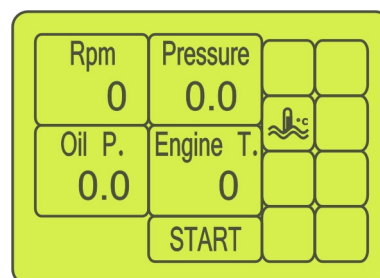 Rpm
0
Pressure
0.0
°C
Oil P.
0.0
Engine T.
0
START